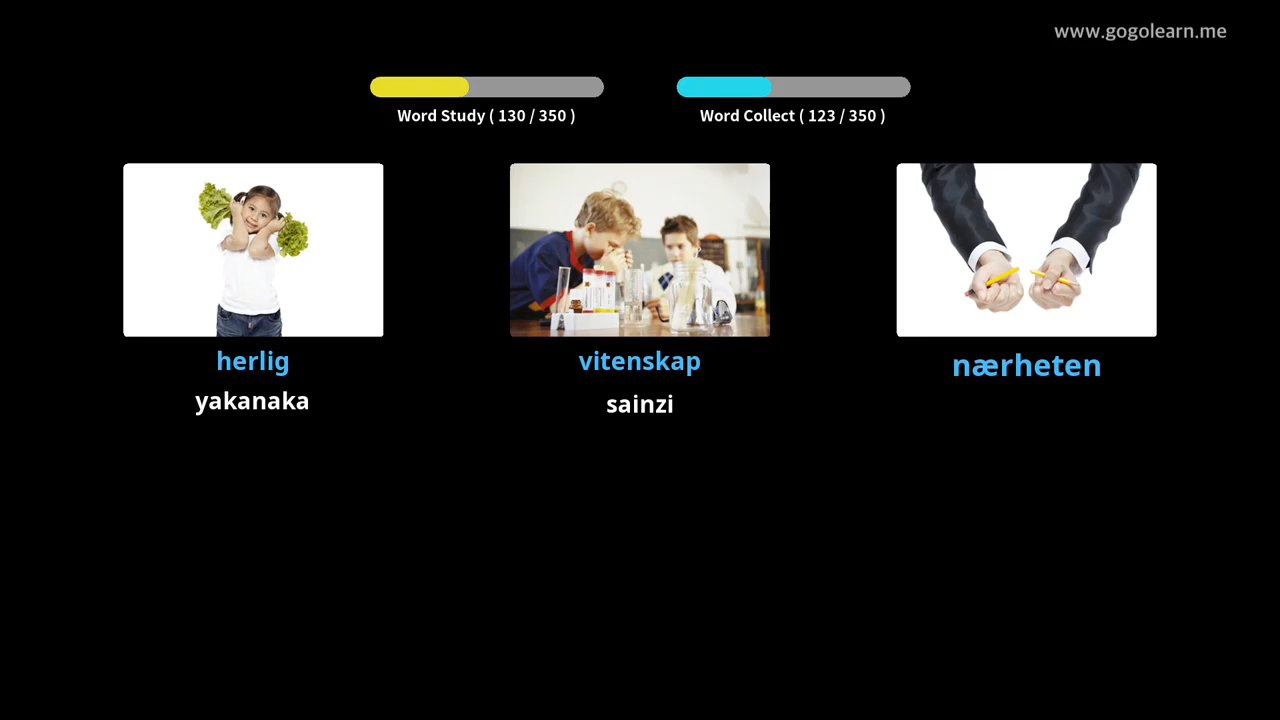 www.gogolearn.me
Word Study ( 130 / 350 )
Word Collect ( 123 / 350 )
herlig
yakanaka
vitenskap
sainzi
nærheten